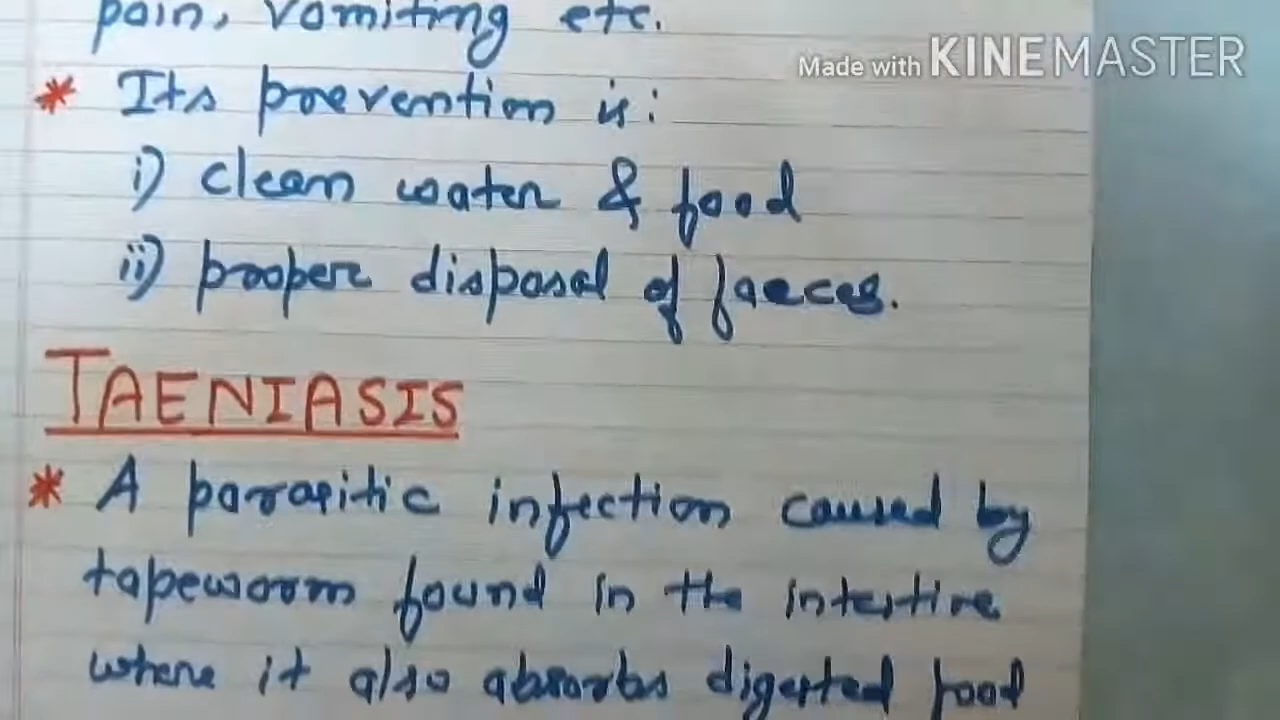 pain, vomiting etc.
Made with KINEMASTER
* Its prevention is:
i) clean water & food
ii) prooper disposal of faeces.
TAENIASIS
* A parasitic infection caused by
tapeworm found in the intestine
where it also absorbs digested food